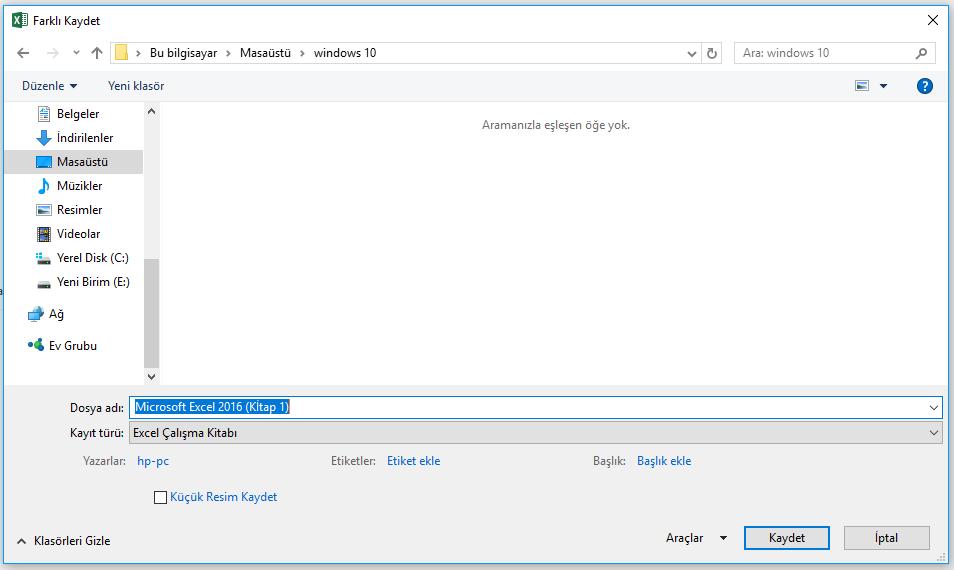 Farklı Kaydet
Bu bilgisayar > Masaüstü > windows 10
Ara: windows 10
Düzenle
Yeni klasör
Belgeler
İndirilenler
Masaüstü
Müzikler
Resimler
Videolar
Yerel Disk (C:)
Yeni Birim (E:)
Ağ
Ev Grubu
Aramanızla eşleşen öğe yok.
Dosya adı: Microsoft Excel 2016 (Kİtap 1)
Kayıt türü: Excel Çalışma Kitabı
Yazarlar: hp-pc Etiketler: Etiket ekle Başlık: Başlık ekle
Küçük Resim Kaydet
Klasörleri Gizle
Araçlar Kaydet İptal